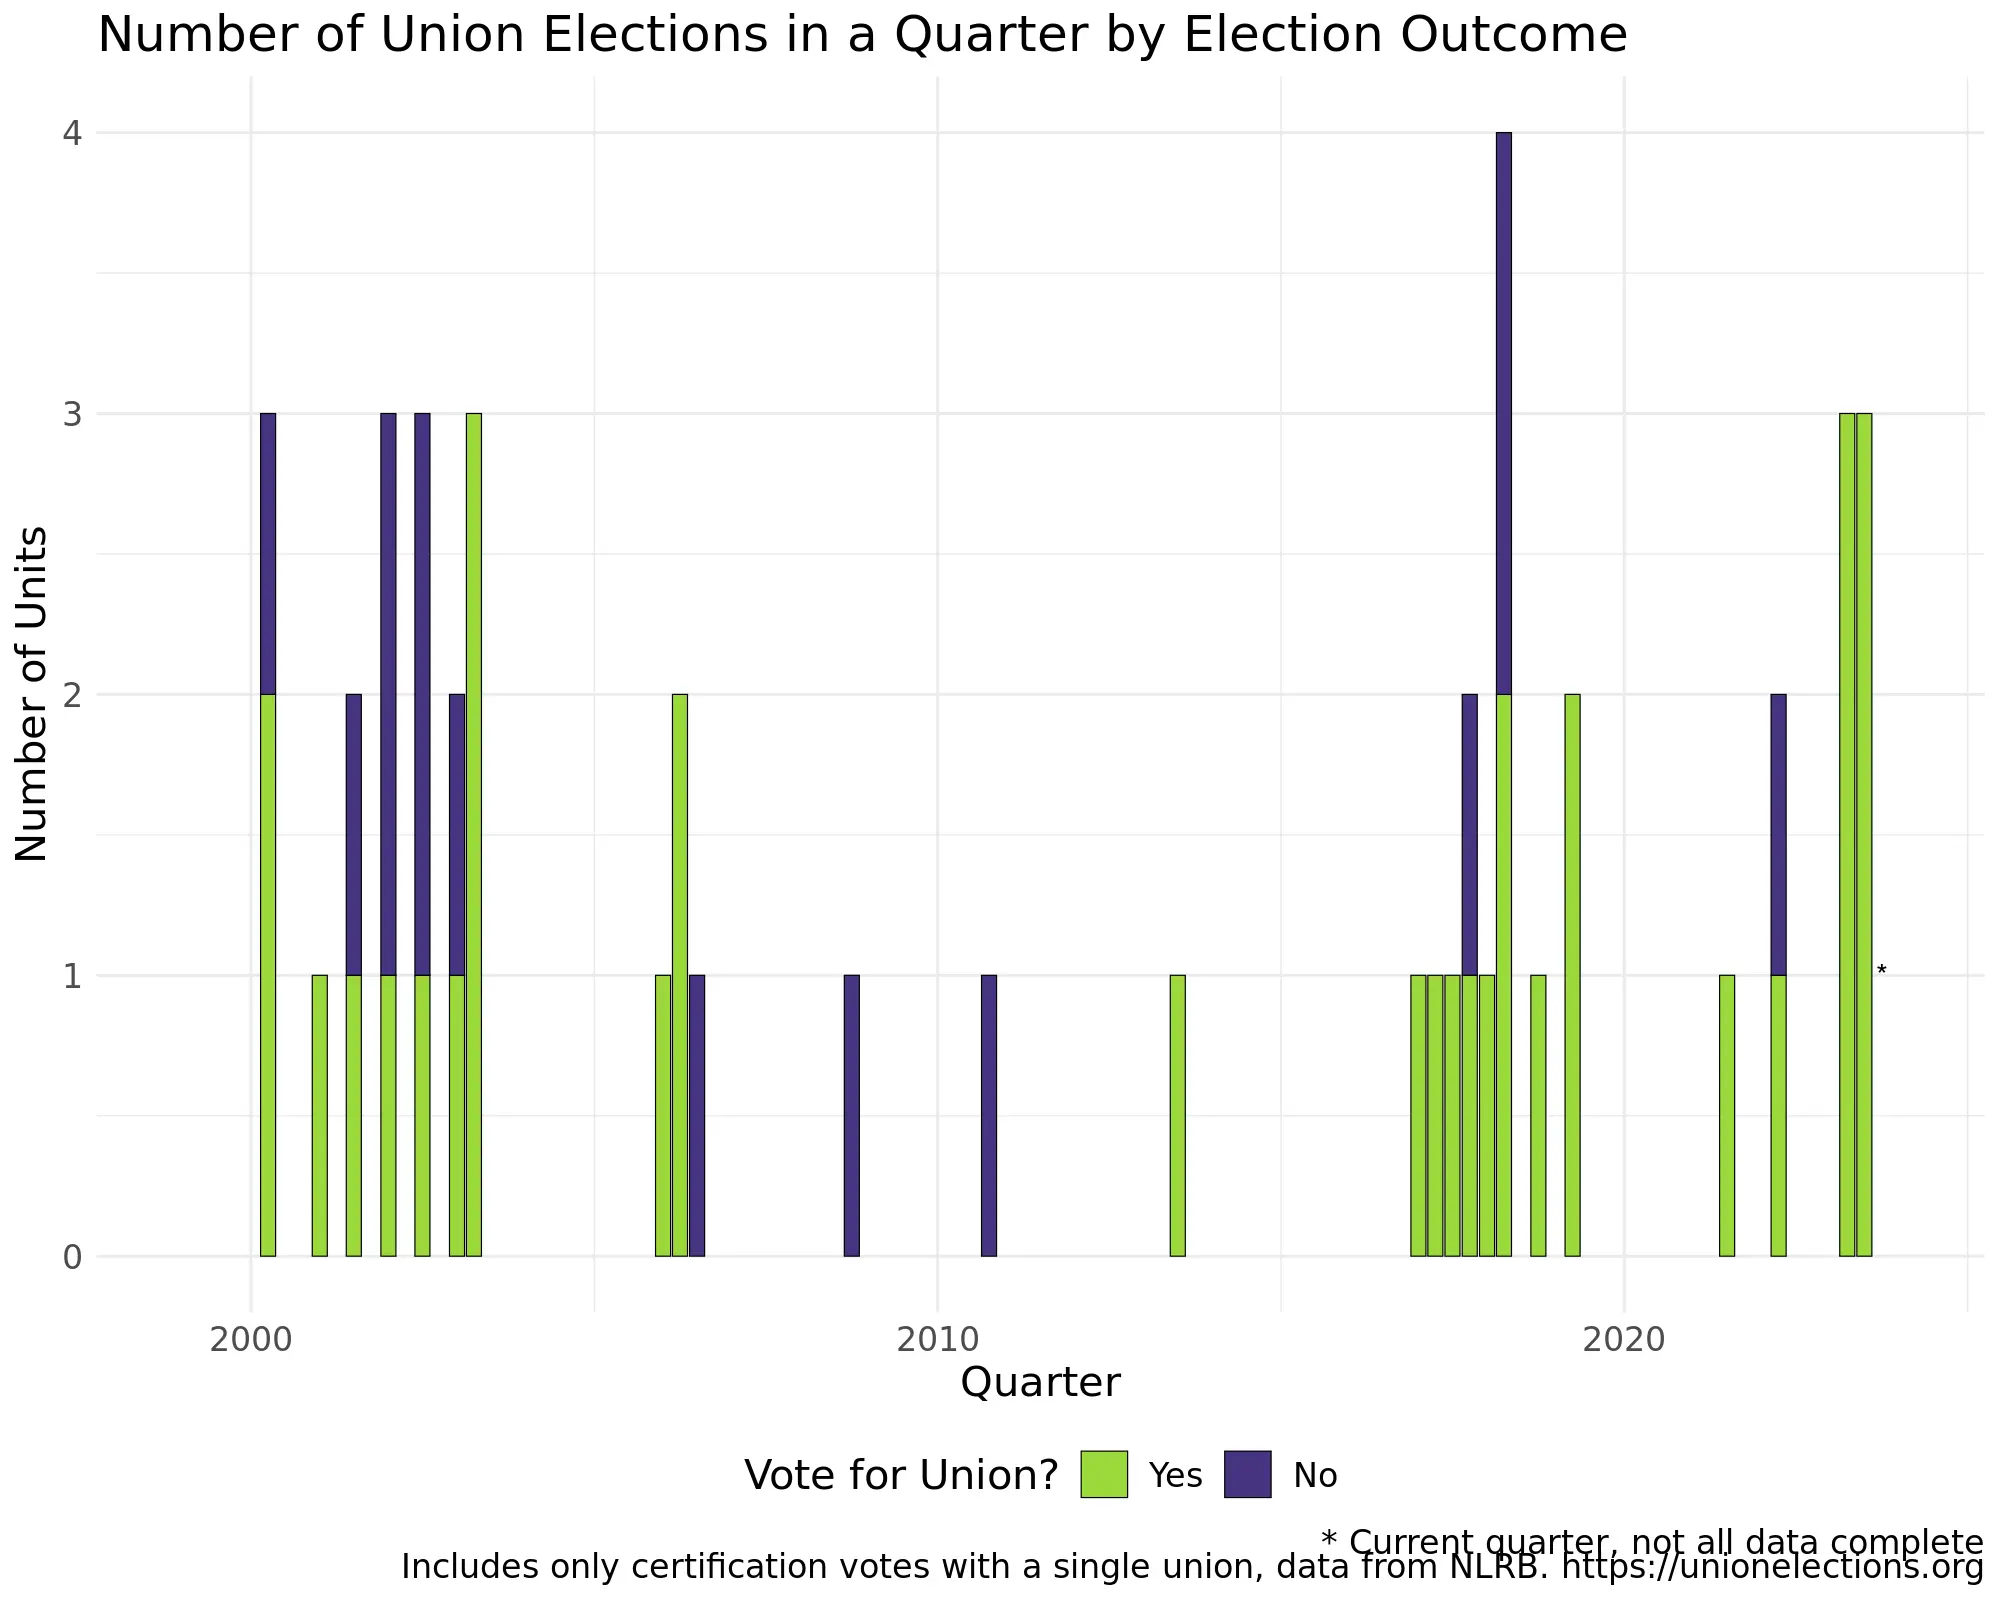 Number of Union Elections in a Quarter by Election Outcome
Number of Units
4
3
2
1
0
*
2000 2010 2020
Quarter
Vote for Union? Yes No
* Current quarter, not all data complete
Includes only certification votes with a single union, data from NLRB. https://unionelections.org